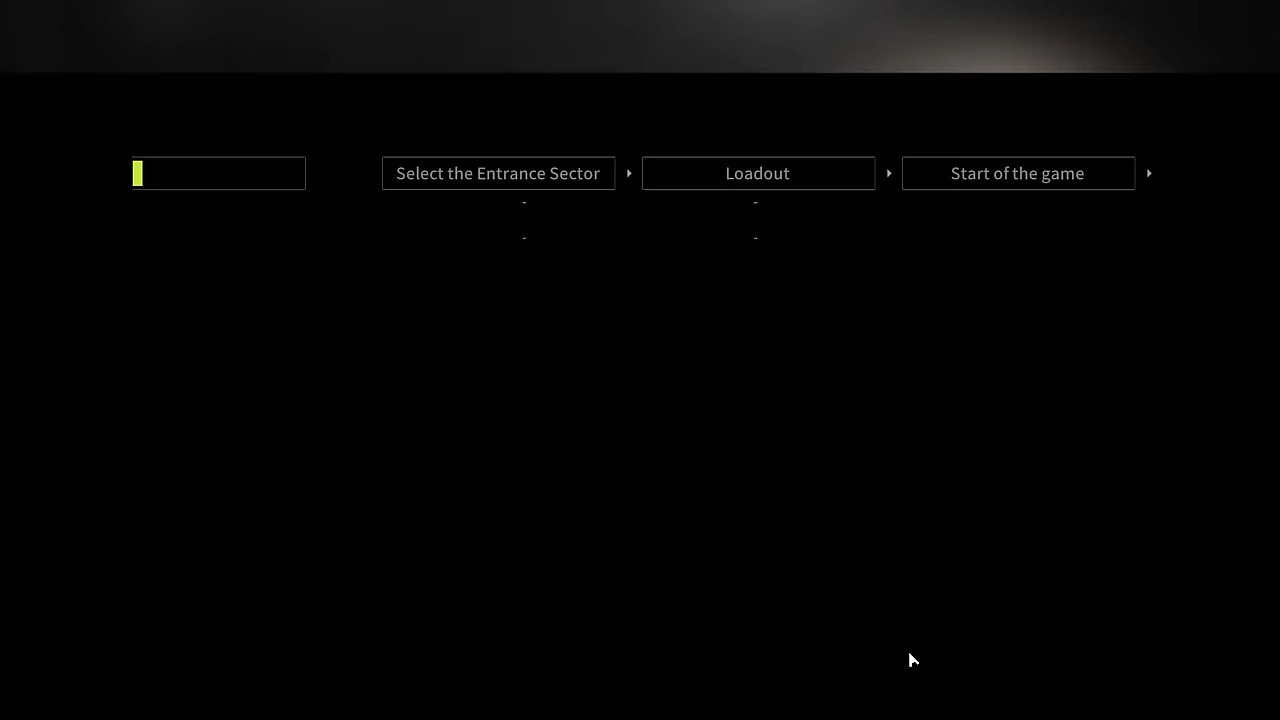 Select the Entrance Sector
Loadout
Start of the game
- -
- -